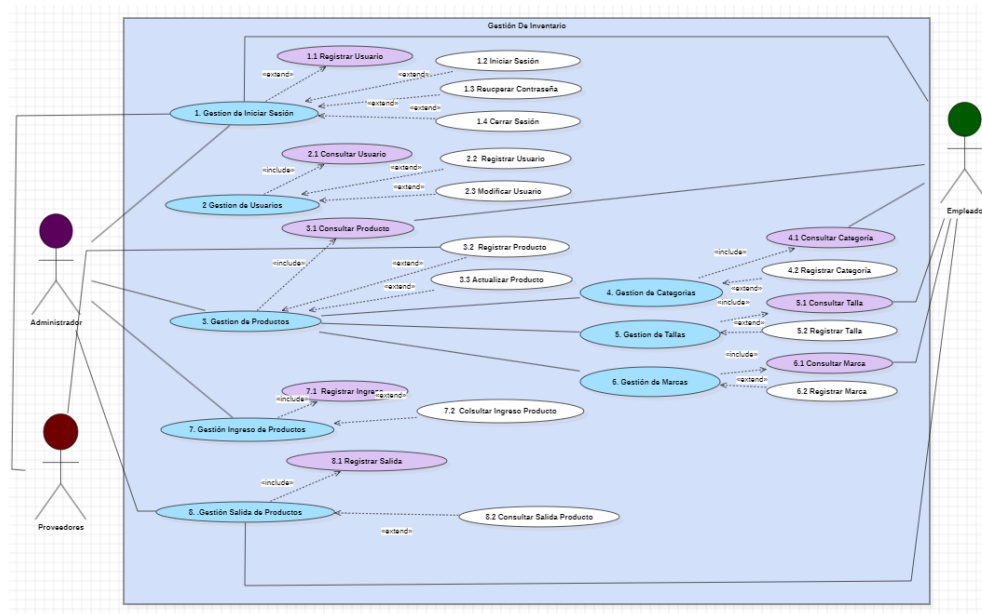 Gestión De Inventario
1.1 Registrar Usuario
«extend»
1.2 Iniciar Sesión
«extend»
1.3 Reucperar Contraseña
«extend»
1. Gestion de Iniciar Sesión
«extend»
1.4 Cerrar Sesión
2.1 Consultar Usuario
«include»
2.2 Registrar Usuario
«extend»
2.3 Modificar Usuario
«extend»
2 Gestion de Usuarios
3.1 Consultar Producto
«include»
3.2 Registrar Producto
«extend»
3.3 Actualizar Producto
«extend»
3. Gestion de Productos
4.1 Consultar Categoría
«include»
4.2 Registrar Categoría
«extend»
4. Gestion de Categorias
5.1 Consultar Talla
«include»
5.2 Registrar Talla
«extend»
5. Gestion de Tallas
6.1 Consultar Marca
«include»
6.2 Registrar Marca
«extend»
6. Gestión de Marcas
7.1 Registrar Ingreso
«include»
«extend»
7.2 Colsultar Ingreso Producto
7. Gestión Ingreso de Productos
8.1 Registrar Salida
«include»
8. .Gestión Salida de Productos
8.2 Consultar Salida Producto
«extend»
Administrador
Proveedores
Empleado